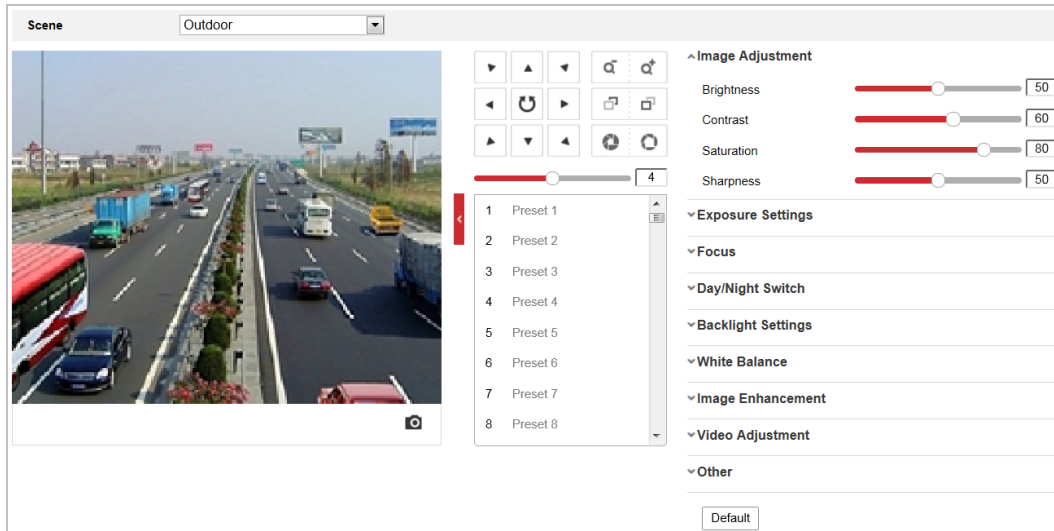 Scene Outdoor
4
1 Preset 1
2 Preset 2
3 Preset 3
4 Preset 4
5 Preset 5
6 Preset 6
7 Preset 7
8 Preset 8
Image Adjustment
Brightness 50
Contrast 60
Saturation 80
Sharpness 50
Exposure Settings
Focus
Day/Night Switch
Backlight Settings
White Balance
Image Enhancement
Video Adjustment
Other
Default